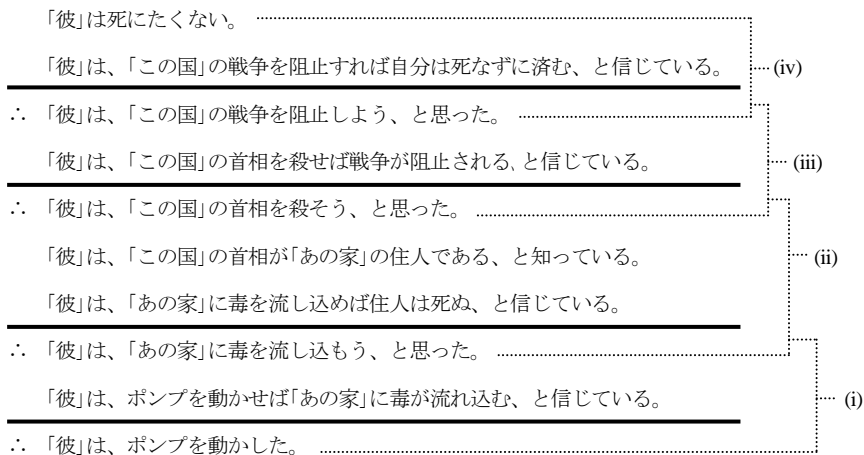 「彼」は死にたくない。
「彼」は、「この国」の戦争を阻止すれば自分は死なずに済む、と信じている。
(iv)
∴ 「彼」は、「この国」の戦争を阻止しよう、と思った。
「彼」は、「この国」の首相を殺せば戦争が阻止される、と信じている。
(iii)
∴ 「彼」は、「この国」の首相を殺そう、と思った。
「彼」は、「この国」の首相が「あの家」の住人である、と知っている。
(ii)
「彼」は、「あの家」に毒を流し込めば住人は死ぬ、と信じている。
∴ 「彼」は、「あの家」に毒を流し込もう、と思った。
「彼」は、ポンプを動かせば「あの家」に毒が流れ込む、と信じている。
(i)
∴ 「彼」は、ポンプを動かした。